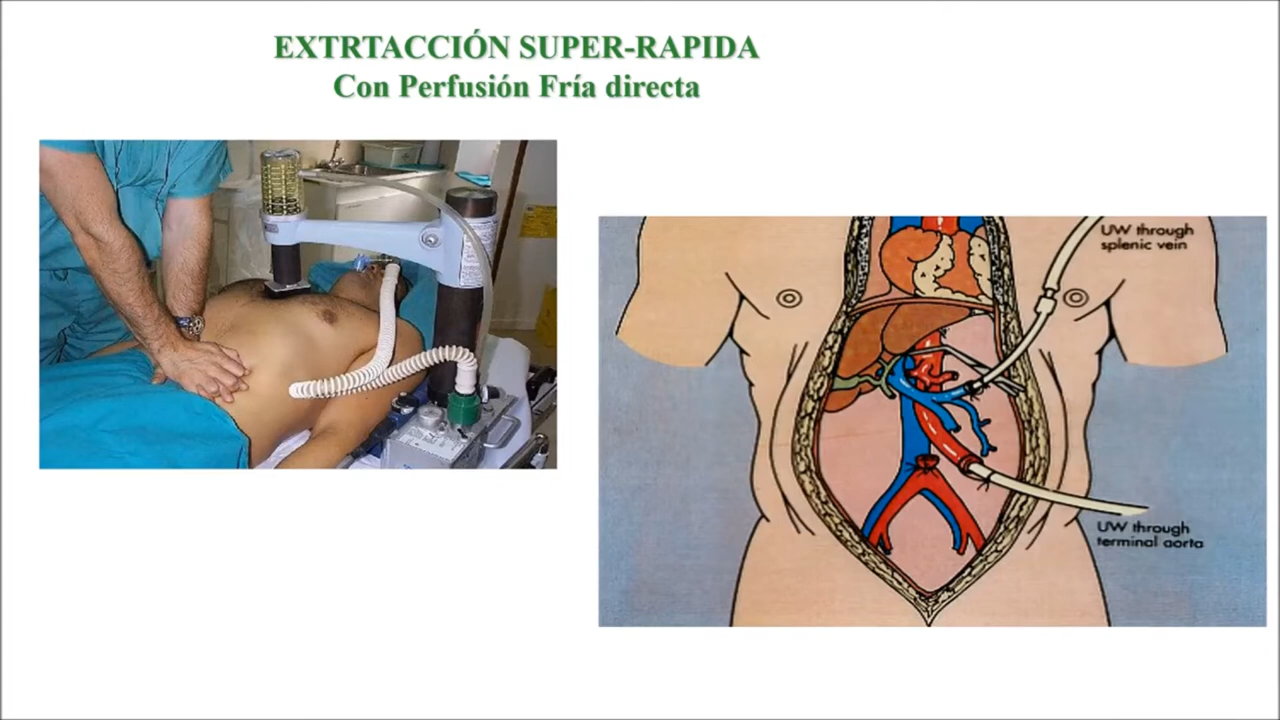 EXTRTACCIÓN SUPER-RAPIDA
Con Perfusión Fría directa
UW through
splenic vein
UW through
terminal aorta